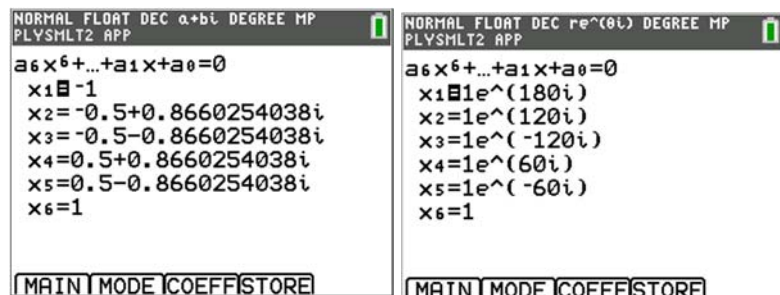 NORMAL FLOAT DEC a+bi DEGREE MP
PLYSMLT2 APP
a₆x⁶+…+a₁x+a₀=0
x₁=⁻1
x₂=⁻0.5+0.8660254038i
x₃=⁻0.5-0.8660254038i
x₄=0.5+0.8660254038i
x₅=0.5-0.8660254038i
x₆=1
MAIN MODE COEFF STORE
NORMAL FLOAT DEC re^(θi) DEGREE MP
PLYSMLT2 APP
a₆x⁶+…+a₁x+a₀=0
x₁=1e^(180i)
x₂=1e^(120i)
x₃=1e^(⁻120i)
x₄=1e^(60i)
x₅=1e^(⁻60i)
x₆=1
MAIN MODE COEFF STORE